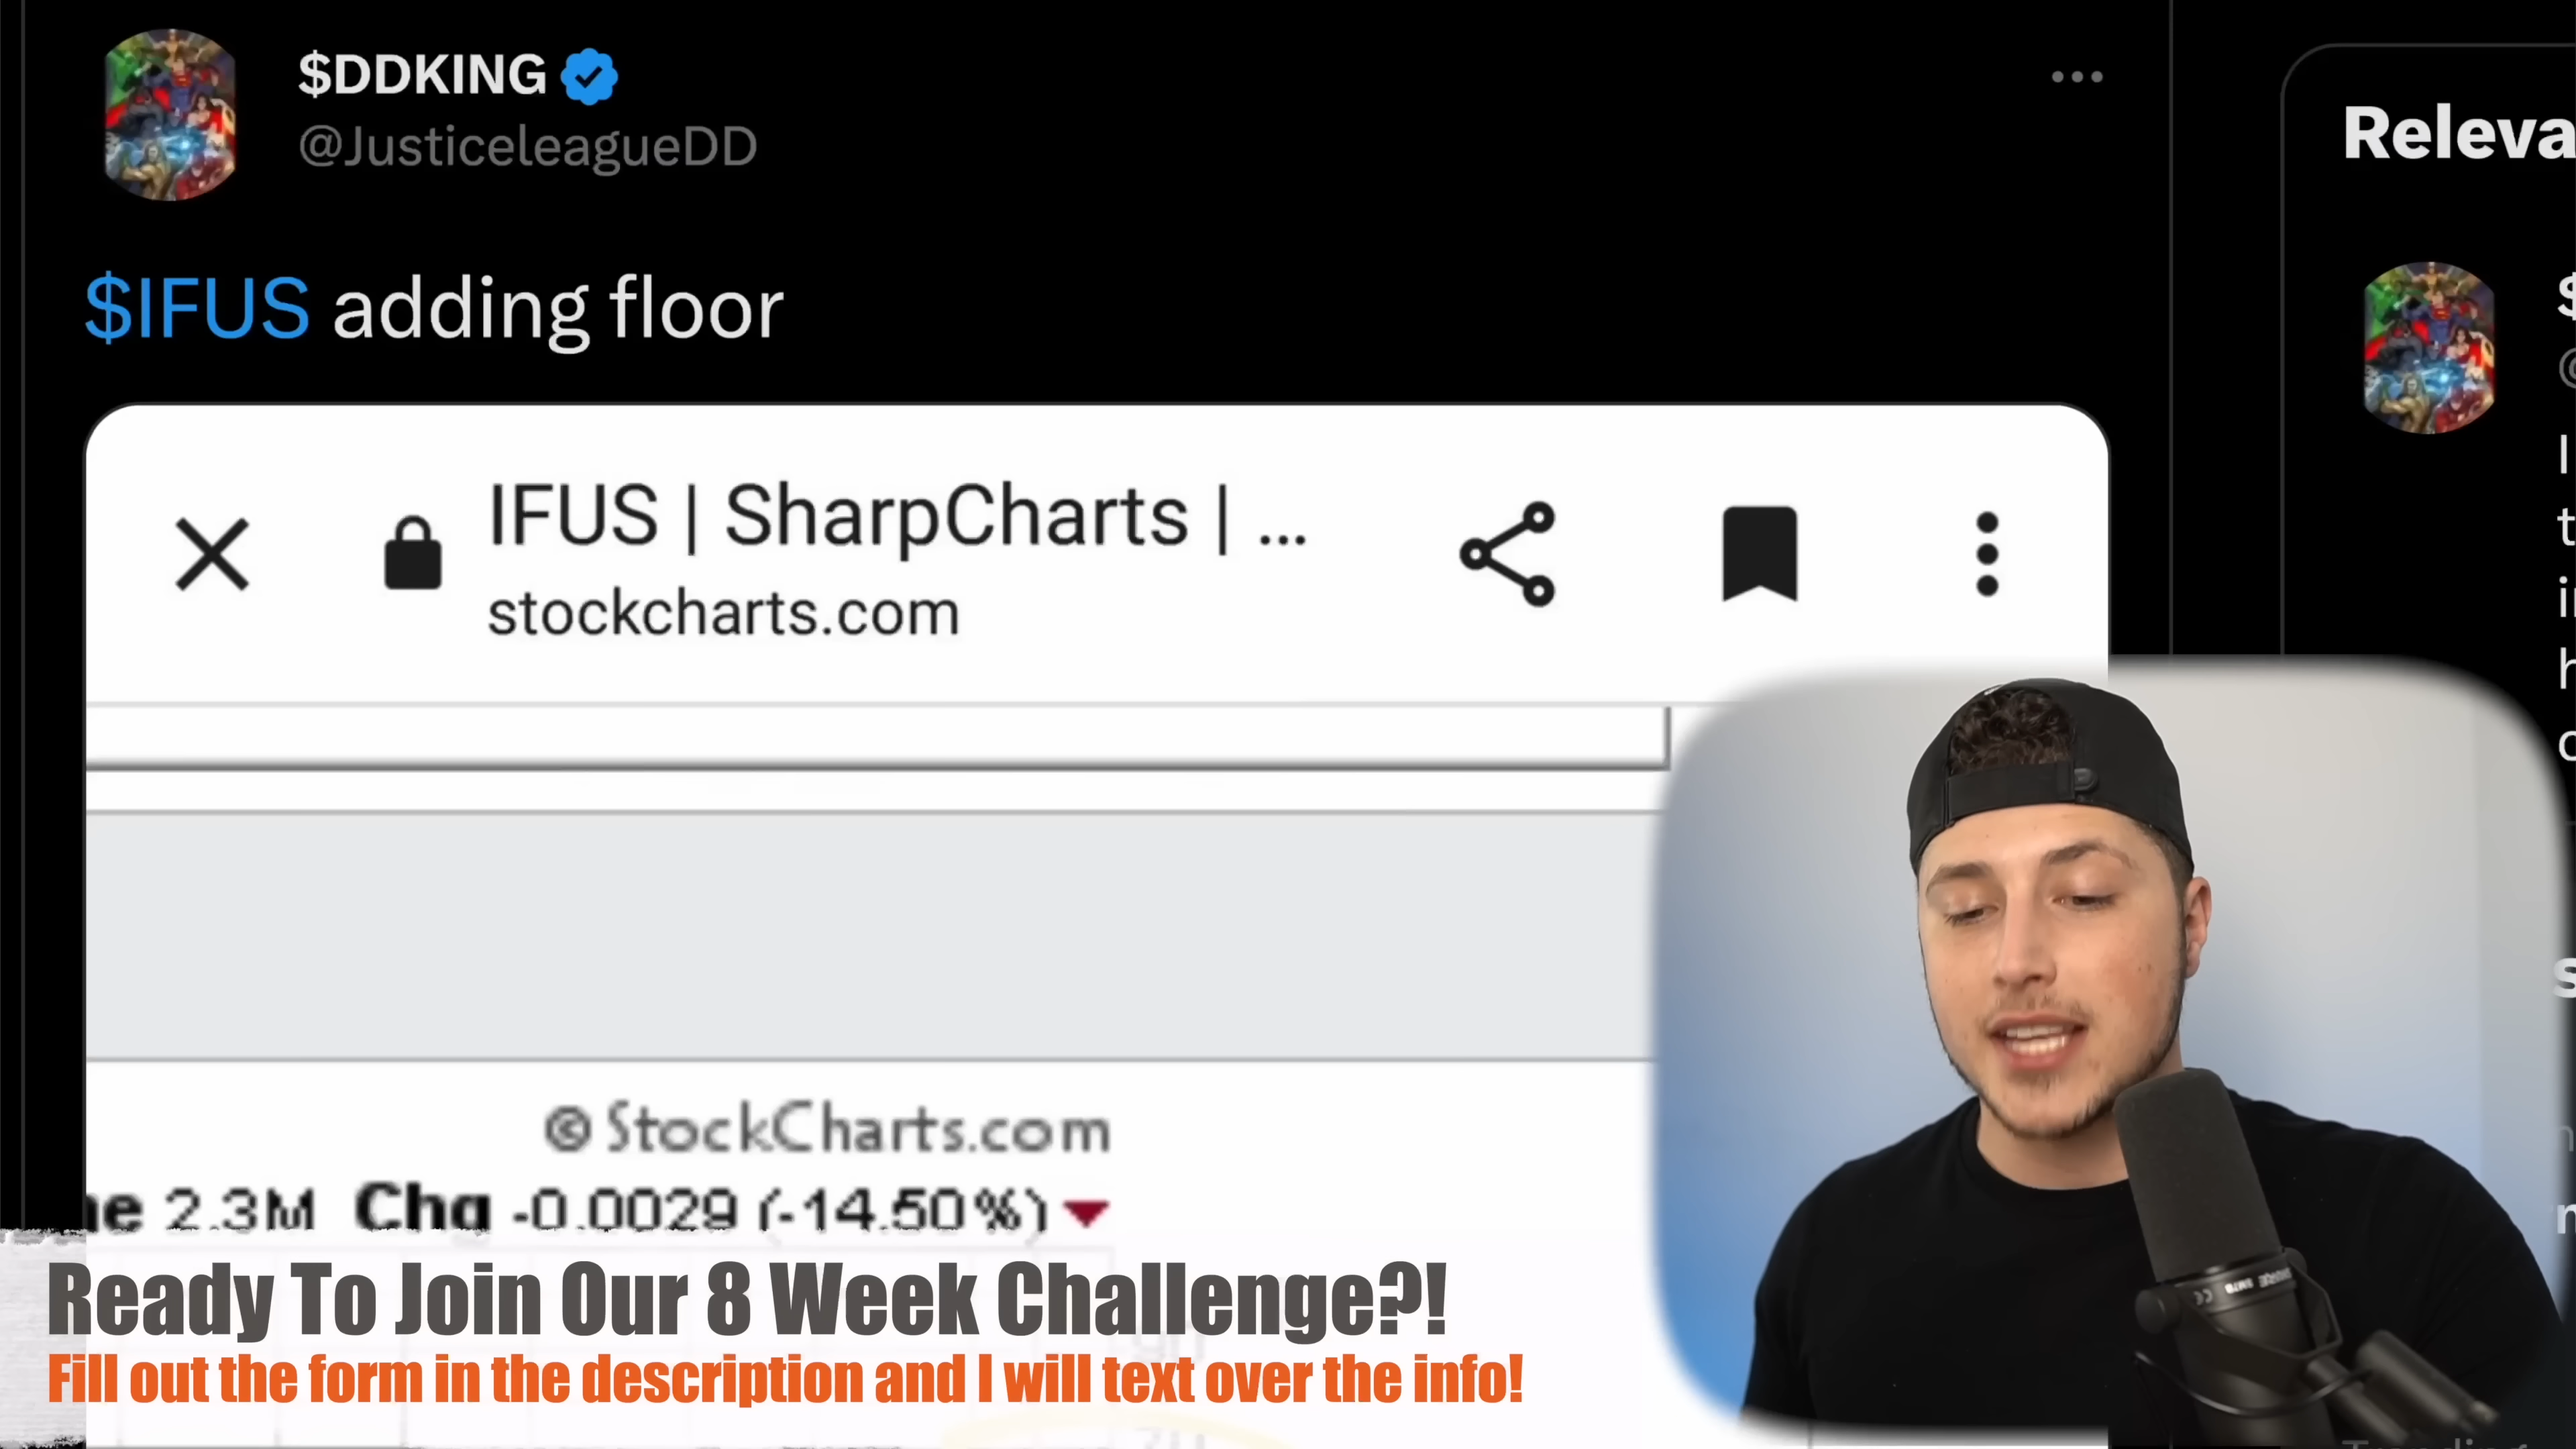 $DDKING
@JusticeleagueDD
$IFUS adding floor
IFUS | SharpCharts | ...
stockcharts.com
© StockCharts.com
2.3M Chg -0.0029 (-14.50%)
Ready To Join Our 8 Week Challenge?!
Fill out the form in the description and I will text over the info!
Releva